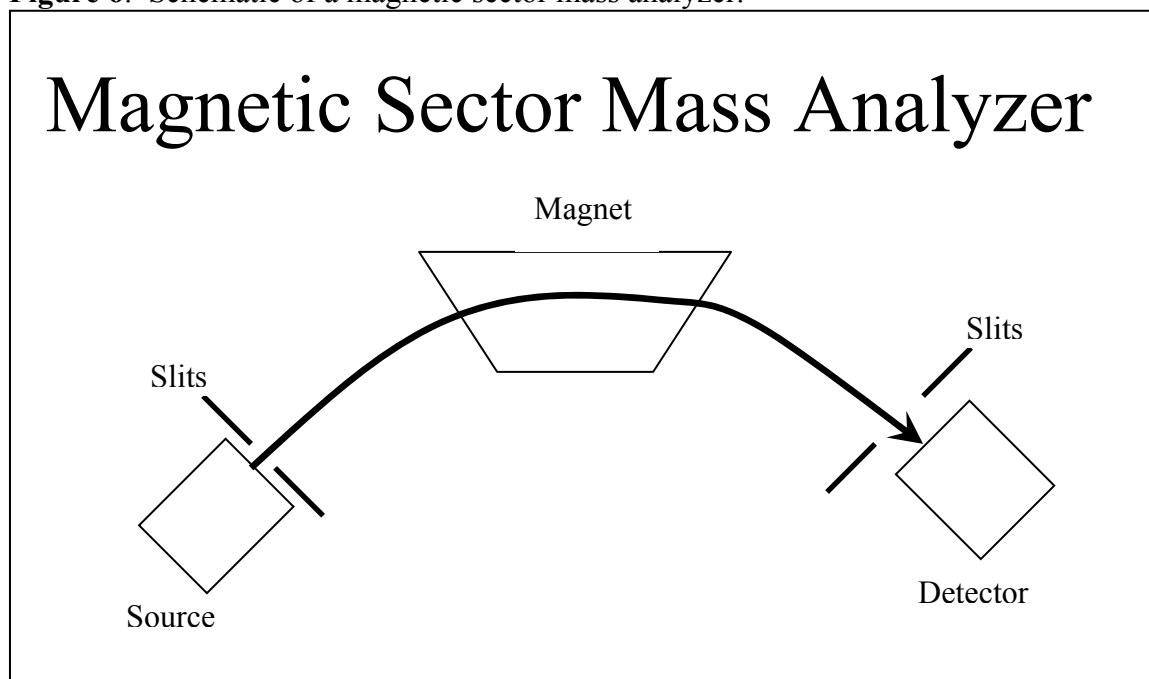 Figure 6. Schematic of a magnetic sector mass analyzer.
Magnetic Sector Mass Analyzer
Magnet
Slits
Slits
Source
Detector